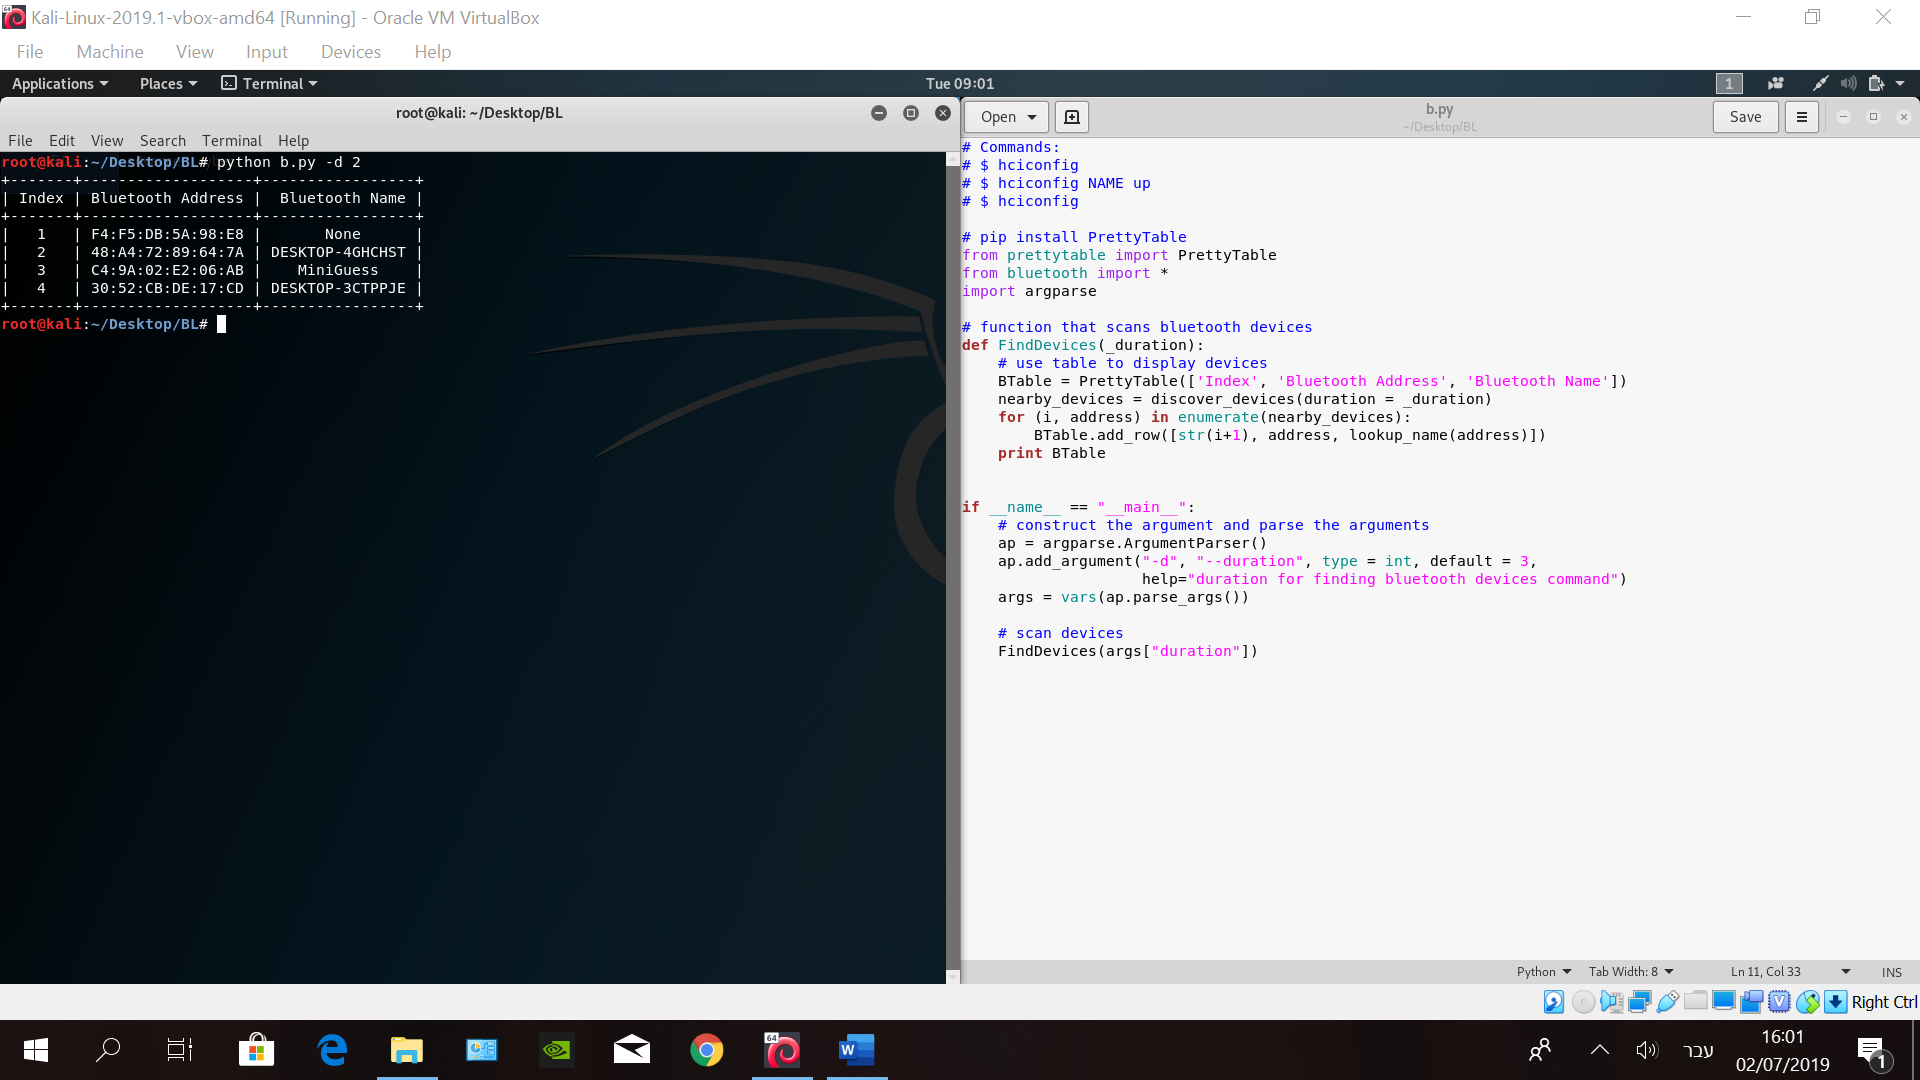 Kali-Linux-2019.1-vbox-amd64 [Running] - Oracle VM VirtualBox
File Machine View Input Devices Help
Applications Places Terminal Tue 09:01 1
root@kali: ~/Desktop/BL
File Edit View Search Terminal Help
root@kali:~/Desktop/BL# python b.py -d 2
+-------+-------------------+-----------------+
| Index | Bluetooth Address |  Bluetooth Name |
+-------+-------------------+-----------------+
|   1   | F4:F5:DB:5A:98:E8 |       None      |
|   2   | 48:A4:72:89:64:7A | DESKTOP-4GHCHST |
|   3   | C4:9A:02:E2:06:AB |    MiniGuess    |
|   4   | 30:52:CB:DE:17:CD | DESKTOP-3CTPPJE |
+-------+-------------------+-----------------+
root@kali:~/Desktop/BL#
Open b.py Save
~/Desktop/BL
# Commands:
# $ hciconfig
# $ hciconfig NAME up
# $ hciconfig
# pip install PrettyTable
from prettytable import PrettyTable
from bluetooth import *
import argparse
# function that scans bluetooth devices
def FindDevices(_duration):
    # use table to display devices
    BTable = PrettyTable(['Index', 'Bluetooth Address', 'Bluetooth Name'])
    nearby_devices = discover_devices(duration = _duration)
    for (i, address) in enumerate(nearby_devices):
        BTable.add_row([str(i+1), address, lookup_name(address)])
    print BTable
if __name__ == "__main__":
    # construct the argument and parse the arguments
    ap = argparse.ArgumentParser()
    ap.add_argument("-d", "--duration", type = int, default = 3,
                    help="duration for finding bluetooth devices command")
    args = vars(ap.parse_args())
    # scan devices
    FindDevices(args["duration"])
Python Tab Width: 8 Ln 11, Col 33 INS
Right Ctrl
64
עבר
16:01
02/07/2019
1